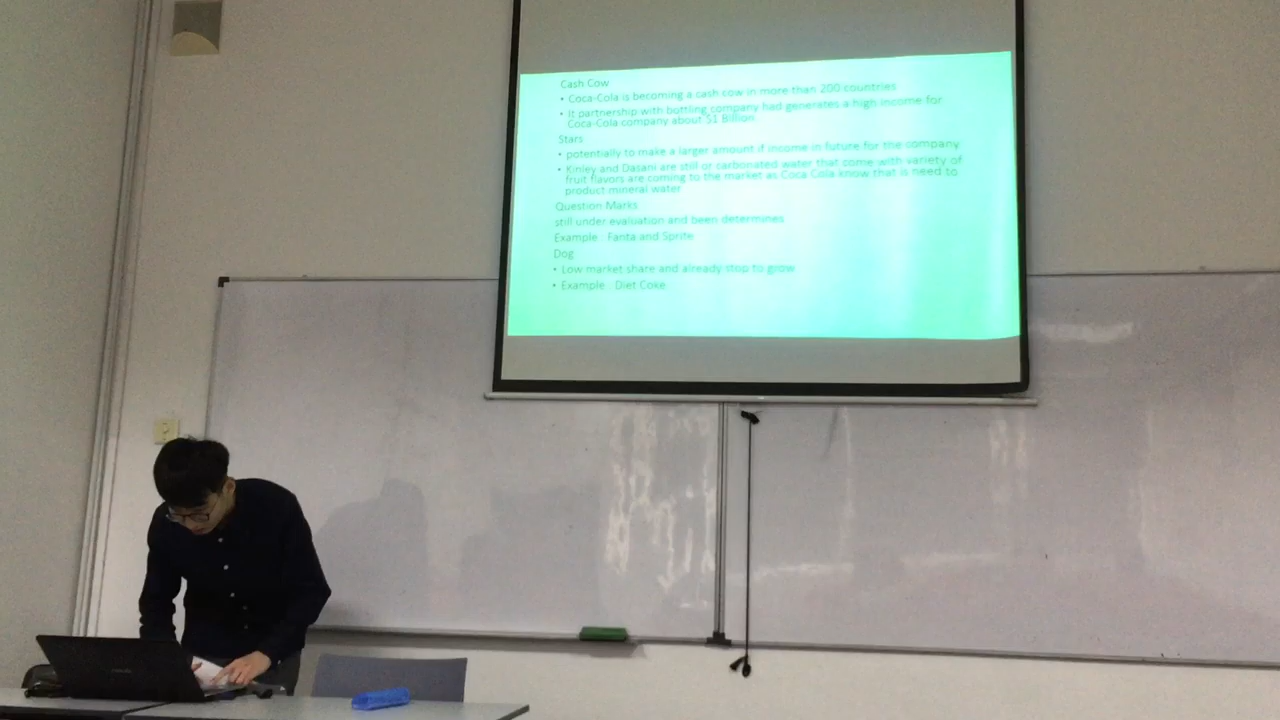 Cash Cow
• Coca-Cola is becoming a cash cow in more than 200 countries
• It partnership with bottling company had generates a high income for
Coca-Cola company about $1 Billion.
Stars
• potentially to make a larger amount if income in future for the company
• Kinley and Dasani are still or carbonated water that come with variety of
fruit flavors are coming to the market as Coca Cola know that is need to
product mineral water
Question Marks
still under evaluation and been determines
Example : Fanta and Sprite
Dog
• Low market share and already stop to grow
• Example : Diet Coke